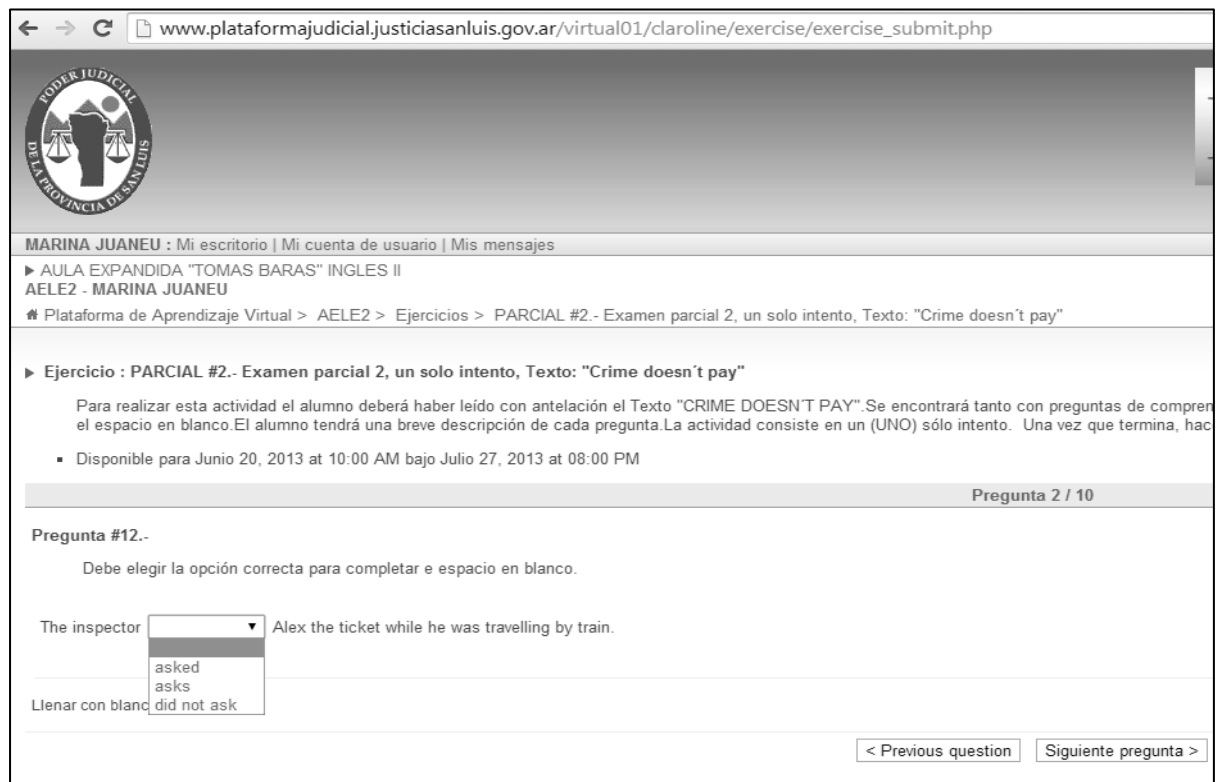 www.plataformajudicial.justiciasanluis.gov.ar/virtual01/claroline/exercise/exercise_submit.php
PODER JUDICIAL
DE LA PROVINCIA DE SAN LUIS
MARINA JUANEU : Mi escritorio | Mi cuenta de usuario | Mis mensajes
AULA EXPANDIDA "TOMAS BARAS" INGLES II
AELE2 - MARINA JUANEU
Plataforma de Aprendizaje Virtual > AELE2 > Ejercicios > PARCIAL #2.- Examen parcial 2, un solo intento, Texto: "Crime doesn´t pay"
Ejercicio : PARCIAL #2.- Examen parcial 2, un solo intento, Texto: "Crime doesn´t pay"
Para realizar esta actividad el alumno deberá haber leído con antelación el Texto "CRIME DOESN'T PAY".Se encontrará tanto con preguntas de compren
el espacio en blanco.El alumno tendrá una breve descripción de cada pregunta.La actividad consiste en un (UNO) sólo intento. Una vez que termina, hac
Disponible para Junio 20, 2013 at 10:00 AM bajo Julio 27, 2013 at 08:00 PM
Pregunta 2 / 10
Pregunta #12.-
Debe elegir la opción correcta para completar e espacio en blanco.
The inspector Alex the ticket while he was travelling by train.
asked
asks
Llenar con blanc did not ask
< Previous question Siguiente pregunta >